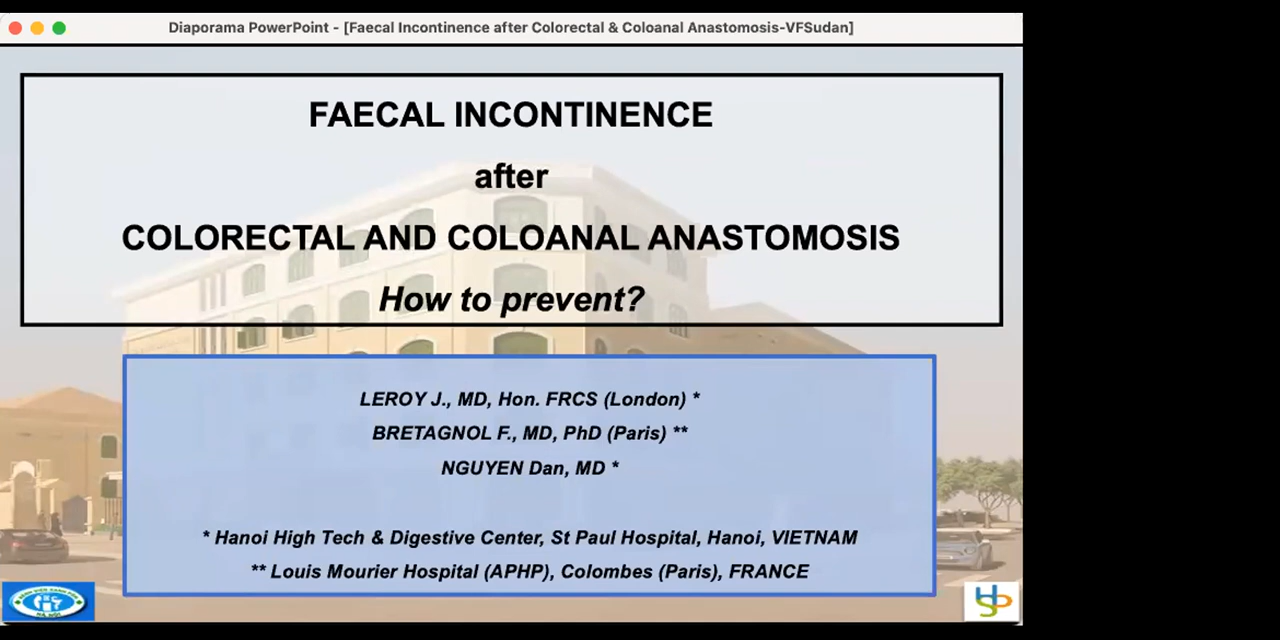 Diaporama PowerPoint - [Faecal Incontinence after Colorectal & Coloanal Anastomosis-VFSudan]
FAECAL INCONTINENCE
after
COLORECTAL AND COLOANAL ANASTOMOSIS
How to prevent?
LEROY J., MD, Hon. FRCS (London) *
BRETAGNOL F., MD, PhD (Paris) **
NGUYEN Dan, MD *
* Hanoi High Tech & Digestive Center, St Paul Hospital, Hanoi, VIETNAM
** Louis Mourier Hospital (APHP), Colombes (Paris), FRANCE